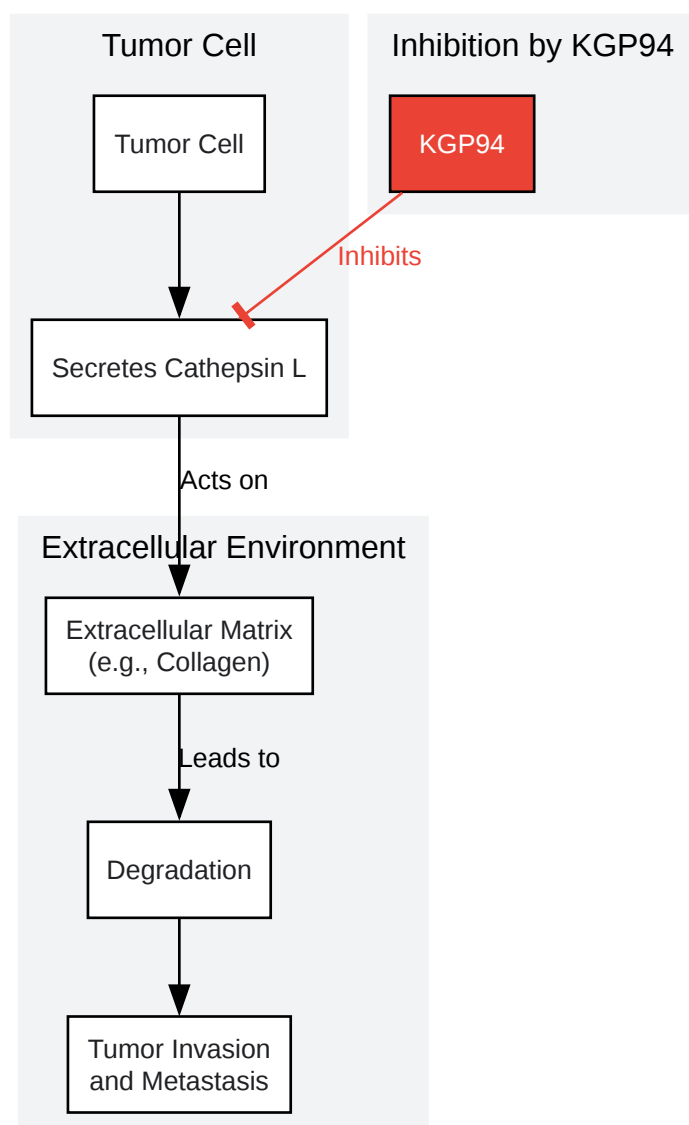 Tumor Cell
Inhibition by KGP94
Tumor Cell
KGP94
Inhibits
Secretes Cathepsin L
Acts on
Extracellular Environment
Extracellular Matrix
(e.g., Collagen)
Leads to
Degradation
Tumor Invasion
and Metastasis